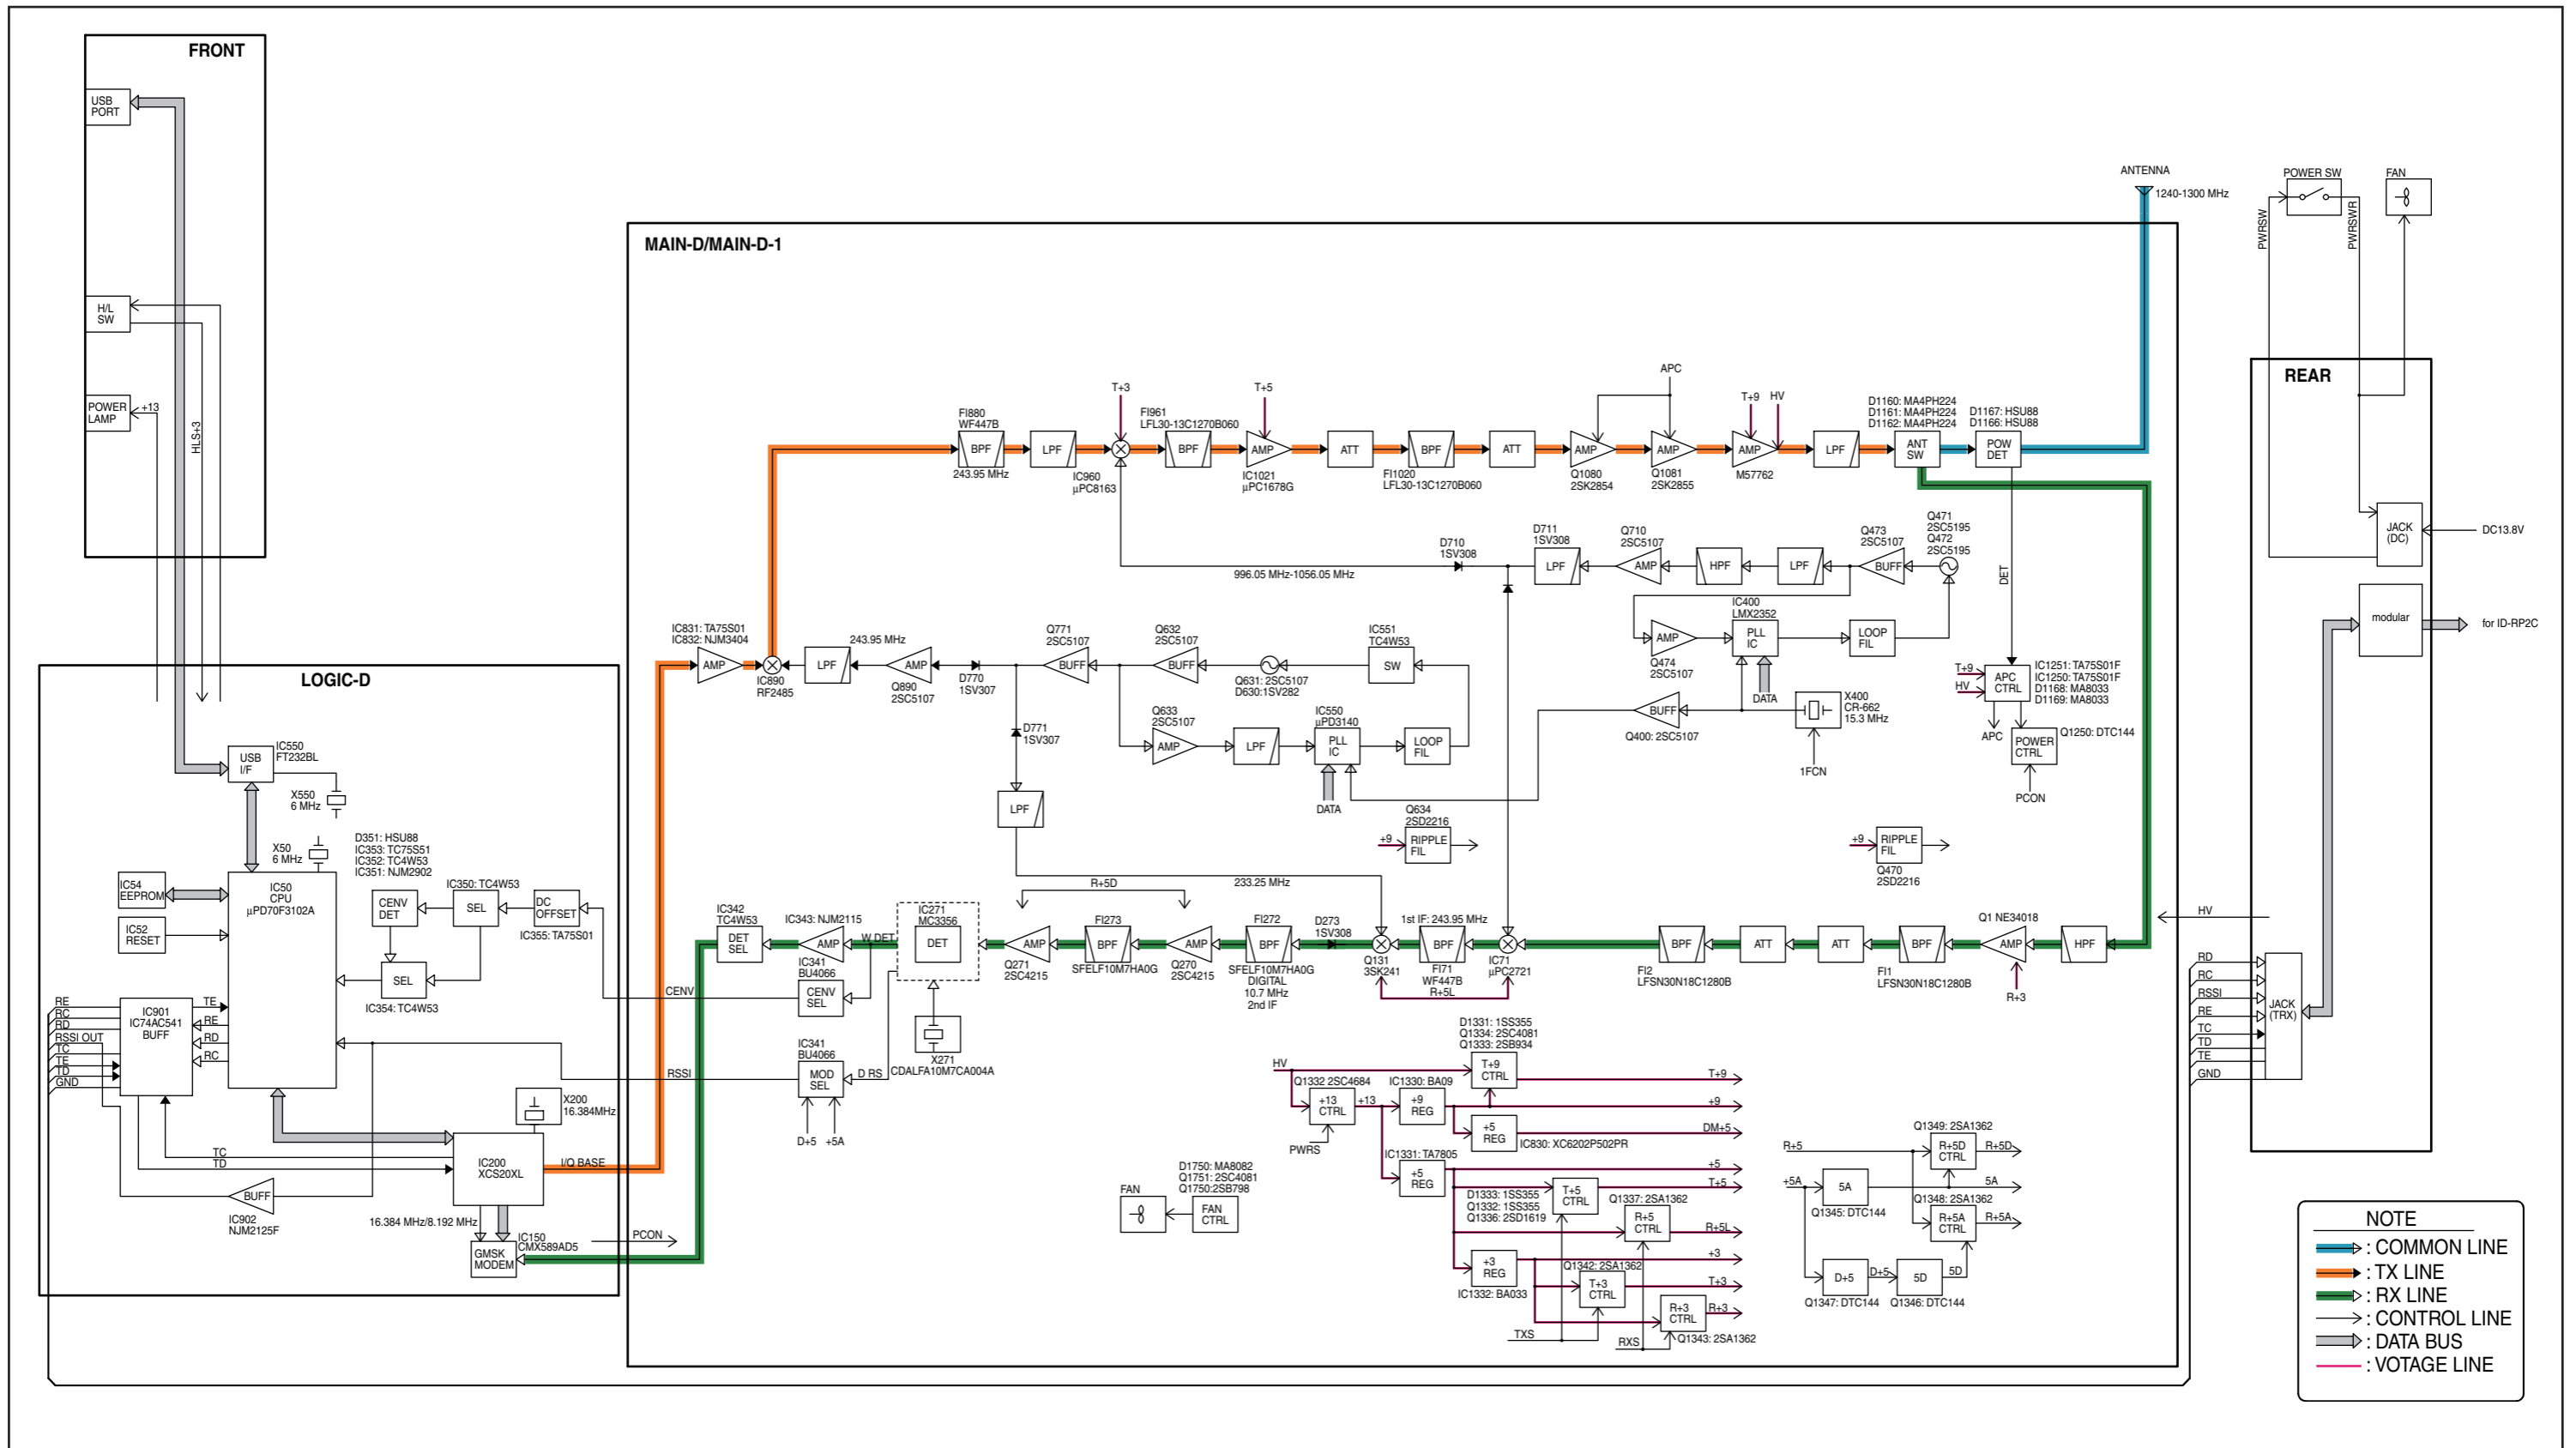 FRONT
USB
PORT
H/L
SW
POWER
LAMP
+13
HLS+3
ANTENNA
1240-1300 MHz
POWER SW
FAN
PWRSW
PWRSWR
REAR
JACK
(DC)
DC13.8V
modular
for ID-RP2C
HV
RD
RC
RSSI
RE
TC
TD
TE
GND
JACK
(TRX)
MAIN-D/MAIN-D-1
FI880
WF447B
BPF
243.95 MHz
LPF
T+3
IC960
µPC8163
FI961
LFL30-13C1270B060
BPF
T+5
AMP
IC1021
µPC1678G
ATT
BPF
FI1020
LFL30-13C1270B060
ATT
APC
AMP
Q1080
2SK2854
AMP
Q1081
2SK2855
T+9
HV
AMP
M57762
LPF
D1160: MA4PH224
D1161: MA4PH224
D1162: MA4PH224
ANT
SW
D1167: HSU88
D1166: HSU88
POW
DET
DET
996.05 MHz-1056.05 MHz
D710
1SV308
D711
1SV308
LPF
Q710
2SC5107
AMP
HPF
LPF
Q473
2SC5107
BUFF
Q471
2SC5195
Q472
2SC5195
AMP
Q474
2SC5107
IC400
LMX2352
PLL
IC
DATA
LOOP
FIL
BUFF
Q400: 2SC5107
X400
CR-662
15.3 MHz
1FCN
T+9
HV
APC
CTRL
IC1251: TA75S01F
IC1250: TA75S01F
D1168: MA8033
D1169: MA8033
APC
POWER
CTRL
Q1250: DTC144
PCON
IC831: TA75S01
IC832: NJM3404
AMP
IC890
RF2485
243.95 MHz
LPF
AMP
Q890
2SC5107
D770
1SV307
Q771
2SC5107
BUFF
Q632
2SC5107
BUFF
Q631: 2SC5107
D630:1SV282
IC551
TC4W53
SW
D771
1SV307
Q633
2SC5107
AMP
LPF
IC550
µPD3140
PLL
IC
DATA
LOOP
FIL
LPF
Q634
2SD2216
+9
RIPPLE
FIL
+9
RIPPLE
FIL
Q470
2SD2216
233.25 MHz
R+5D
IC342
TC4W53
DET
SEL
IC343: NJM2115
AMP
W DET
IC271
MC3356
DET
AMP
Q271
2SC4215
FI273
BPF
SFELF10M7HA0G
AMP
Q270
2SC4215
FI272
BPF
SFELF10M7HA0G
DIGITAL
10.7 MHz
2nd IF
D273
1SV308
Q131
3SK241
1st IF: 243.95 MHz
BPF
FI71
WF447B
R+5L
IC71
µPC2721
BPF
FI2
LFSN30N18C1280B
ATT
ATT
BPF
FI1
LFSN30N18C1280B
Q1 NE34018
AMP
R+3
HPF
IC341
BU4066
CENV
SEL
CENV
X271
CDALFA10M7CA004A
IC341
BU4066
MOD
SEL
D RS
RSSI
D+5
+5A
HV
Q1332 2SC4684
+13
CTRL
+13
PWRS
IC1330: BA09
+9
REG
D1331: 1SS355
Q1334: 2SC4081
Q1333: 2SB934
T+9
CTRL
T+9
+9
+5
REG
DM+5
IC830: XC6202P502PR
IC1331: TA7805
+5
REG
+5
T+5
D1333: 1SS355
Q1332: 1SS355
Q1336: 2SD1619
T+5
CTRL
Q1337: 2SA1362
R+5
CTRL
R+5L
+3
REG
IC1332: BA033
+3
Q1342: 2SA1362
T+3
CTRL
T+3
R+3
CTRL
R+3
Q1343: 2SA1362
TXS
RXS
D1750: MA8082
Q1751: 2SC4081
Q1750:2SB798
FAN
FAN
CTRL
R+5
Q1349: 2SA1362
R+5D
CTRL
R+5D
+5A
5A
5A
Q1345: DTC144
Q1348: 2SA1362
R+5A
CTRL
R+5A
D+5
D+5
5D
5D
Q1347: DTC144
Q1346: DTC144
LOGIC-D
USB
I/F
IC550
FT232BL
X550
6 MHz
X50
6 MHz
D351: HSU88
IC353: TC75S51
IC352: TC4W53
IC351: NJM2902
IC54
EEPROM
IC52
RESET
IC50
CPU
µPD70F3102A
CENV
DET
IC350: TC4W53
SEL
DC
OFFSET
IC355: TA75S01
SEL
IC354: TC4W53
RE
RC
RD
RSSI OUT
TC
TE
TD
GND
IC901
IC74AC541
BUFF
TE
RE
RD
RC
X200
16.384MHz
TC
TD
IC200
XCS20XL
I/Q BASE
BUFF
IC902
NJM2125F
16.384 MHz/8.192 MHz
IC150
CMX589AD5
GMSK
MODEM
PCON
NOTE
: COMMON LINE
: TX LINE
: RX LINE
: CONTROL LINE
: DATA BUS
: VOTAGE LINE